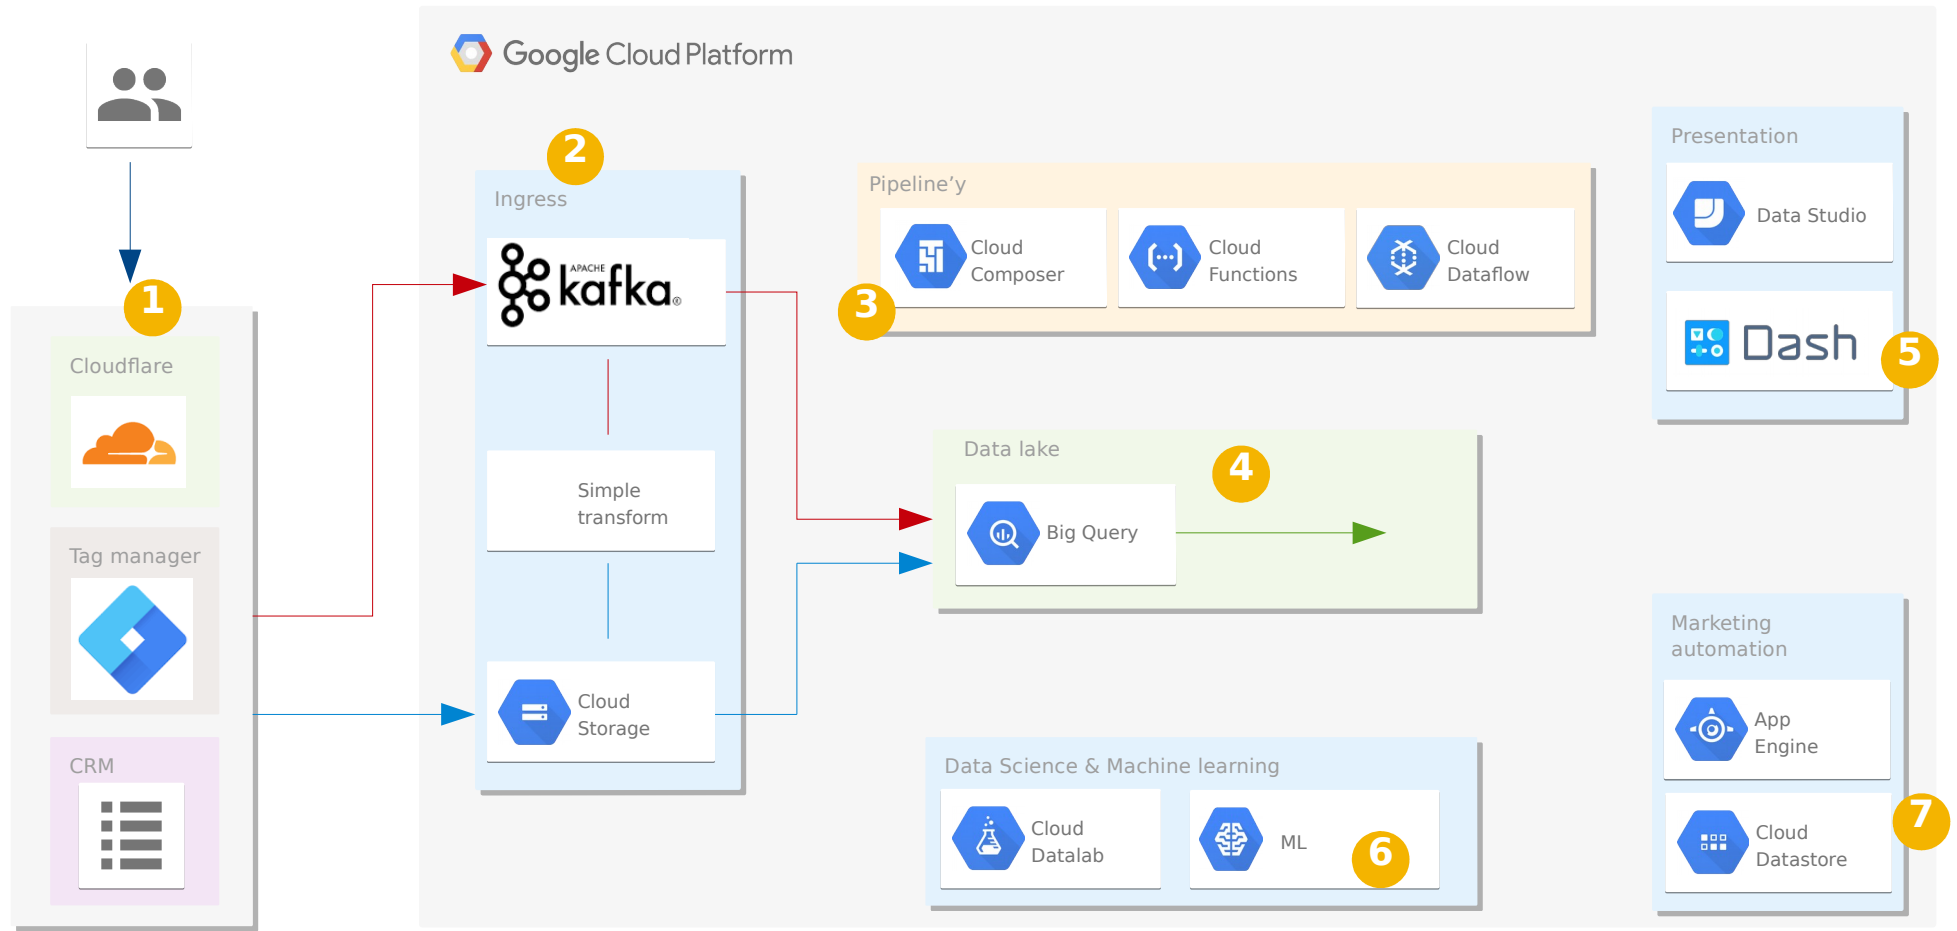 Google Cloud Platform
1
Cloudflare
Tag manager
CRM
2
Ingress
APACHE
kafka®
Simple
transform
Cloud
Storage
Pipeline’y
Cloud
Composer
Cloud
Functions
Cloud
Dataflow
3
Data lake
4
Big Query
Data Science & Machine learning
Cloud
Datalab
ML
6
Presentation
Data Studio
Dash
5
Marketing
automation
App
Engine
Cloud
Datastore
7